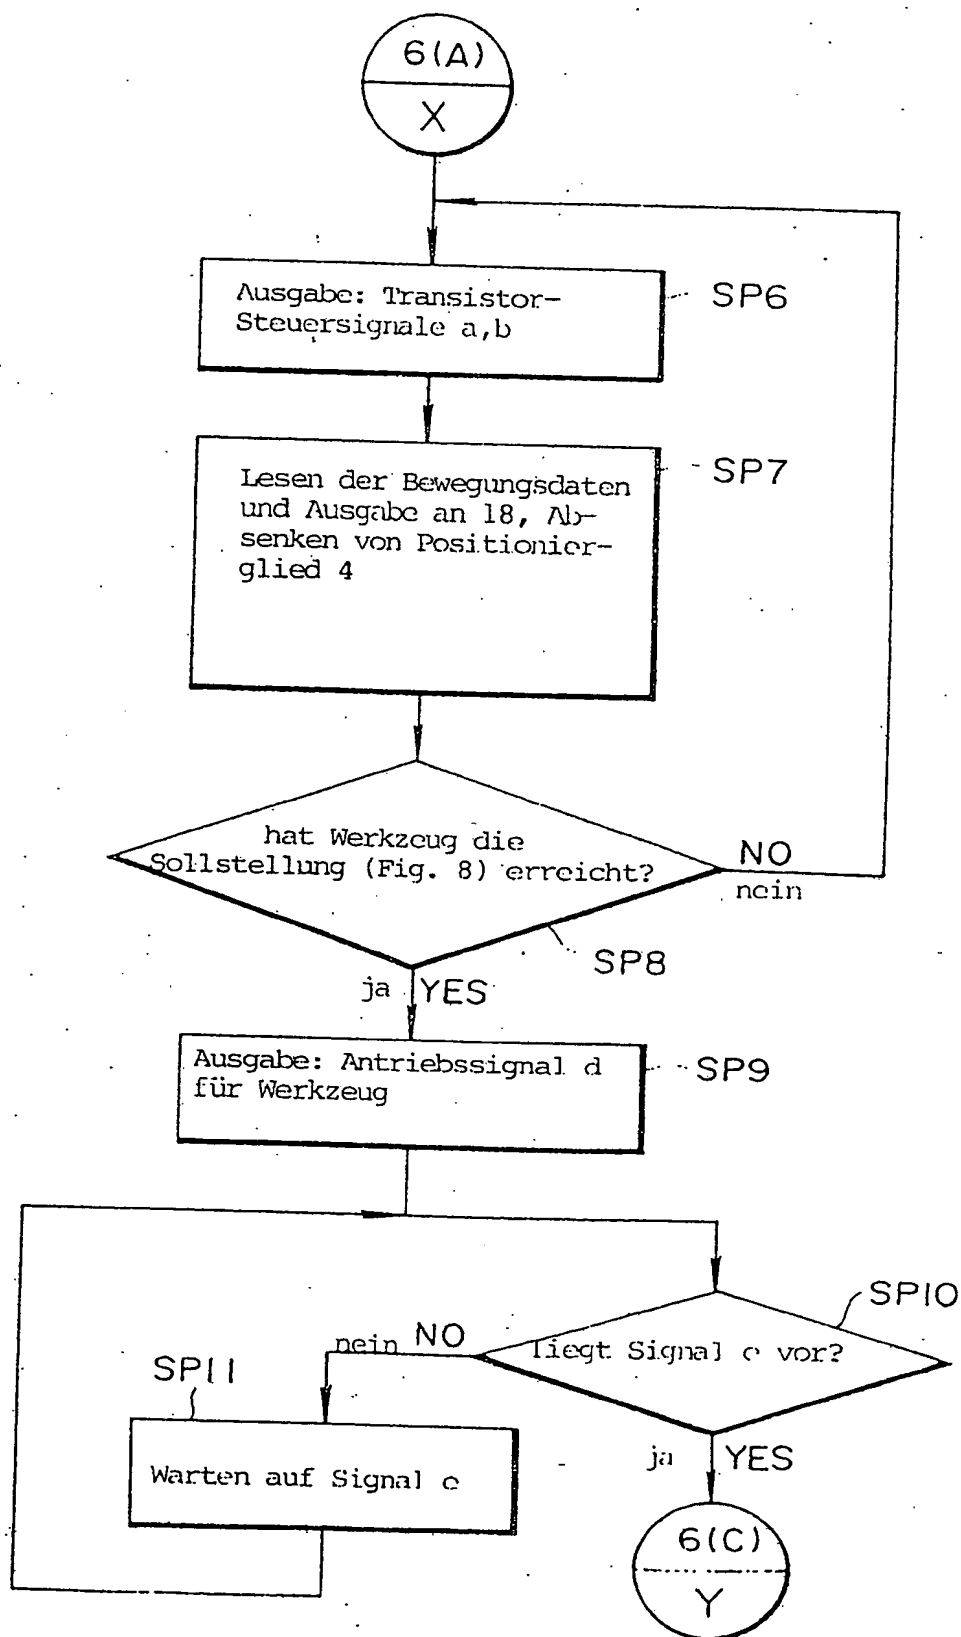 6(A)
X
Ausgabe: Transistor-
Steuersignale a,b
SP6
Lesen der Bewegungsdaten
und Ausgabe an 18, Ab-
senken von Positionier-
glied 4
SP7
hat Werkzeug die
Sollstellung (Fig. 8) erreicht?
NO
nein
SP8
ja YES
Ausgabe: Antriebssignal d
für Werkzeug
SP9
SP10
liegt Signal e vor?
nein NO
SP11
Warten auf Signal e
ja YES
6(C)
Y